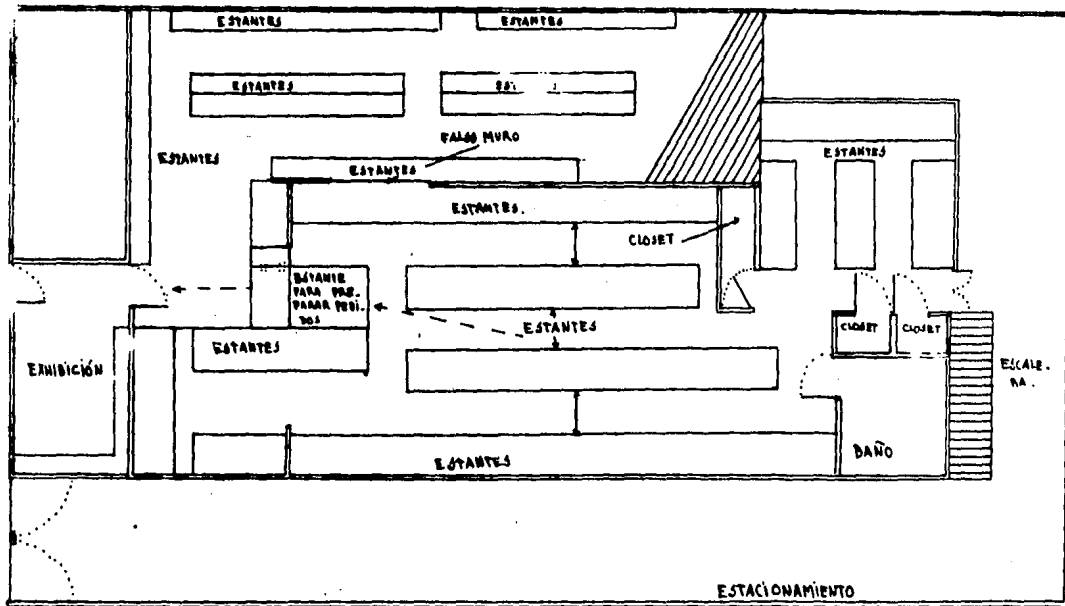 ESTANTES
ESTANTES
ESTANTES
FALSO MURO
ESTANTES
ESTANTES
ESTANTES
ESTANTES.
CLOSET
ESTANTE
PARA PRE-
PARAR PEDI-
DOS
ESTANTES
ESTANTES
CLOSET
CLOSET
EXHIBICIÓN
ESCALE-
RA.
ESTANTES
BAÑO
ESTACIONAMIENTO